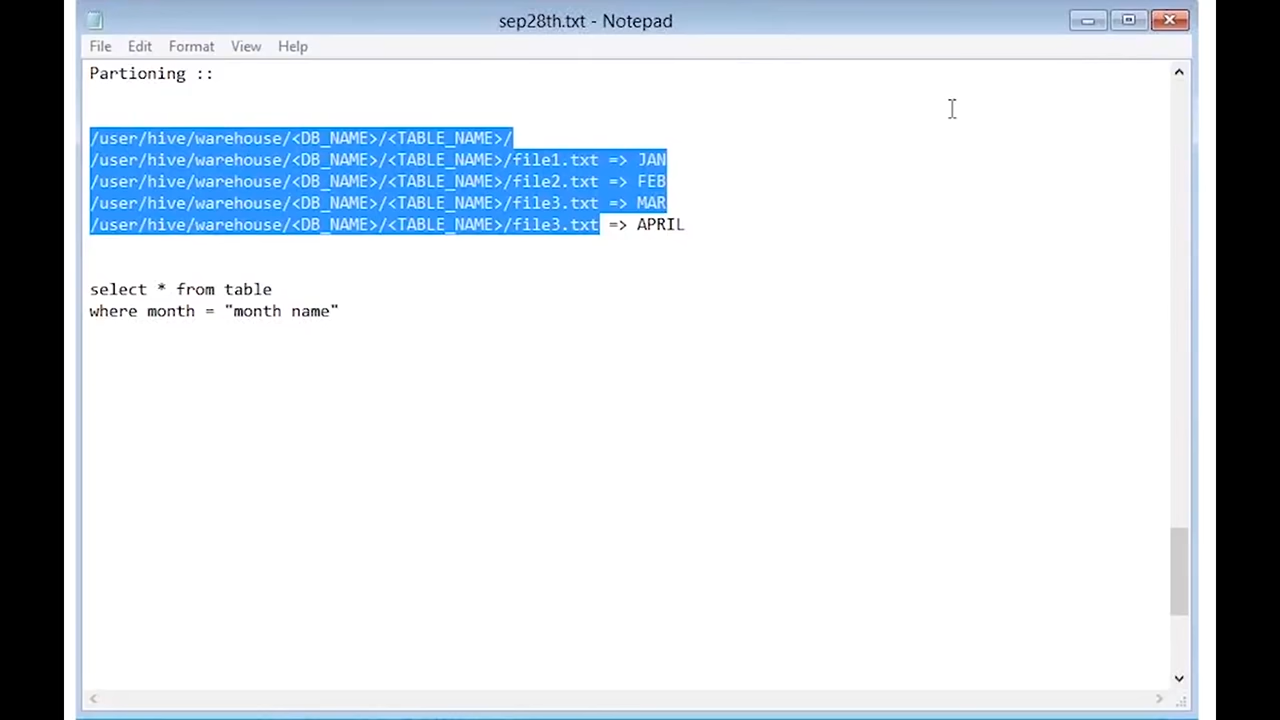 sep28th.txt - Notepad
File Edit Format View Help
Partioning ::
/user/hive/warehouse/<DB_NAME>/<TABLE_NAME>/
/user/hive/warehouse/<DB_NAME>/<TABLE_NAME>/file1.txt => JAN
/user/hive/warehouse/<DB_NAME>/<TABLE_NAME>/file2.txt => FEB
/user/hive/warehouse/<DB_NAME>/<TABLE_NAME>/file3.txt => MAR
/user/hive/warehouse/<DB_NAME>/<TABLE_NAME>/file3.txt => APRIL
select * from table
where month = "month name"